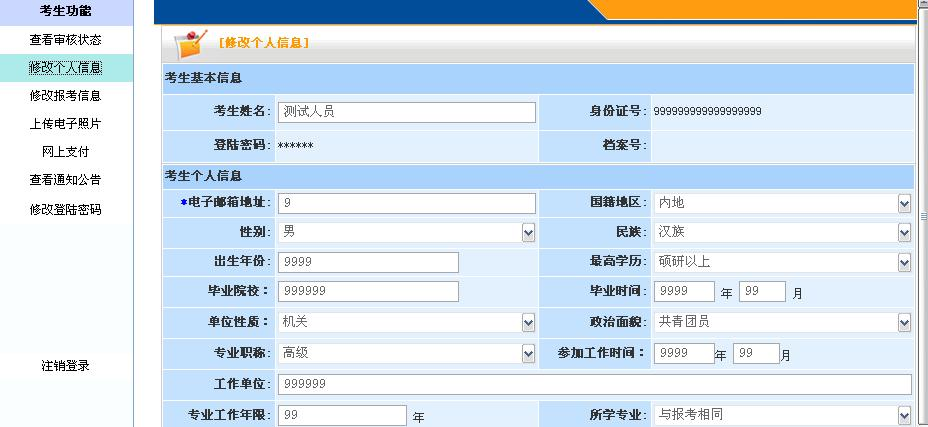 考生功能
查看审核状态
修改个人信息
修改报考信息
上传电子照片
网上支付
查看通知公告
修改登陆密码
注销登录
[修改个人信息]
考生基本信息
考生姓名: 测试人员 身份证号: 999999999999999999
登陆密码: ****** 档案号:
考生个人信息
*电子邮箱地址: 9 国籍地区: 内地
性别: 男 民族: 汉族
出生年份: 9999 最高学历: 硕研以上
毕业院校: 999999 毕业时间: 9999 年 99 月
单位性质: 机关 政治面貌: 共青团员
专业职称: 高级 参加工作时间: 9999 年 99 月
工作单位: 999999
专业工作年限: 99 年 所学专业: 与报考相同